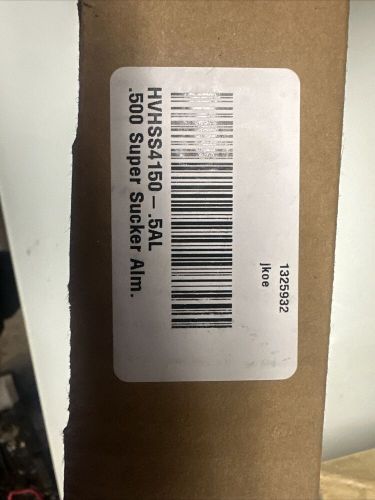 HVHSS4150 – .5AL
.500 Super Sucker Alm.
1325932
jkoe